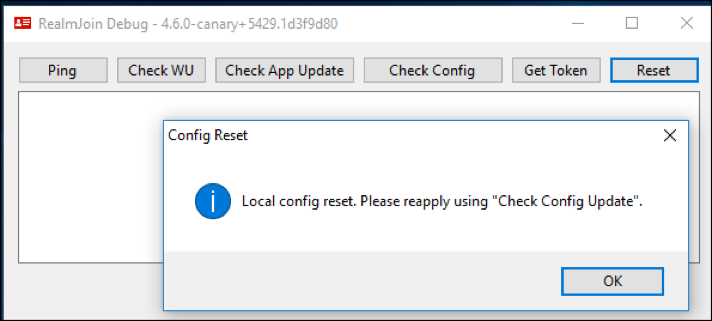 RealmJoin Debug - 4.6.0-canary+5429.1d3f9d80
Ping Check WU Check App Update Check Config Get Token Reset
Config Reset
Local config reset. Please reapply using "Check Config Update".
OK